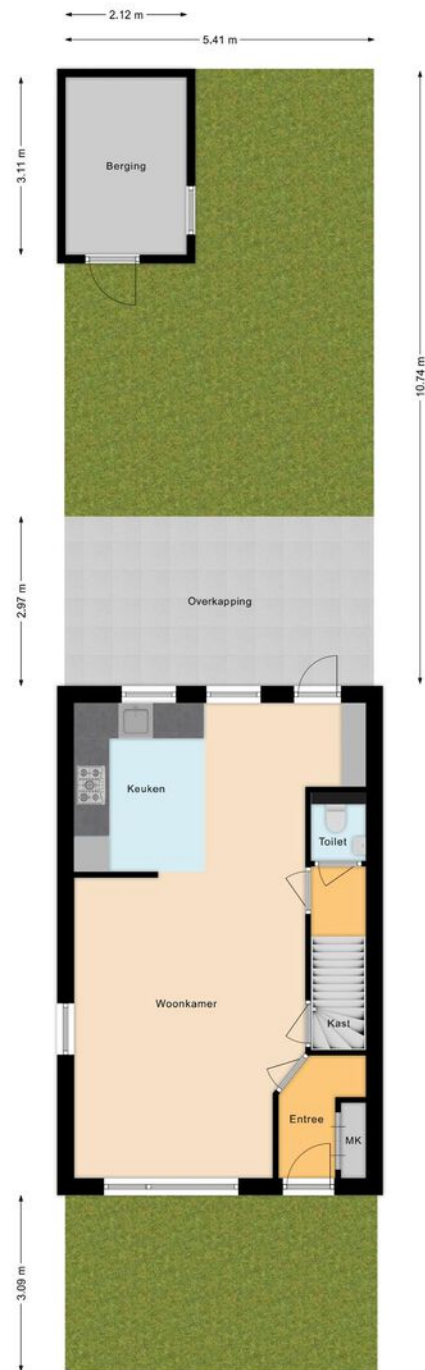 2.12 m
5.41 m
3.11 m
Berging
10.74 m
2.97 m
Overkapping
Keuken
Toilet
Woonkamer
Kast
Entree
MK
3.09 m